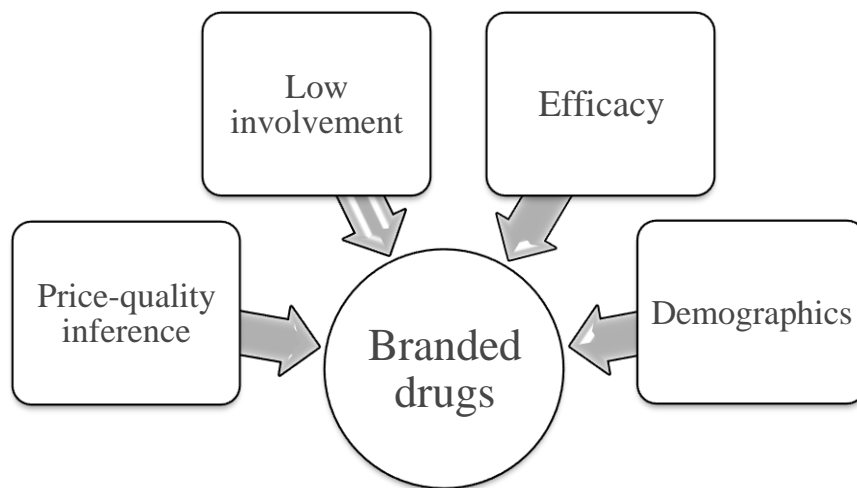 Low
involvement
Efficacy
Price-quality
inference
Demographics
Branded
drugs